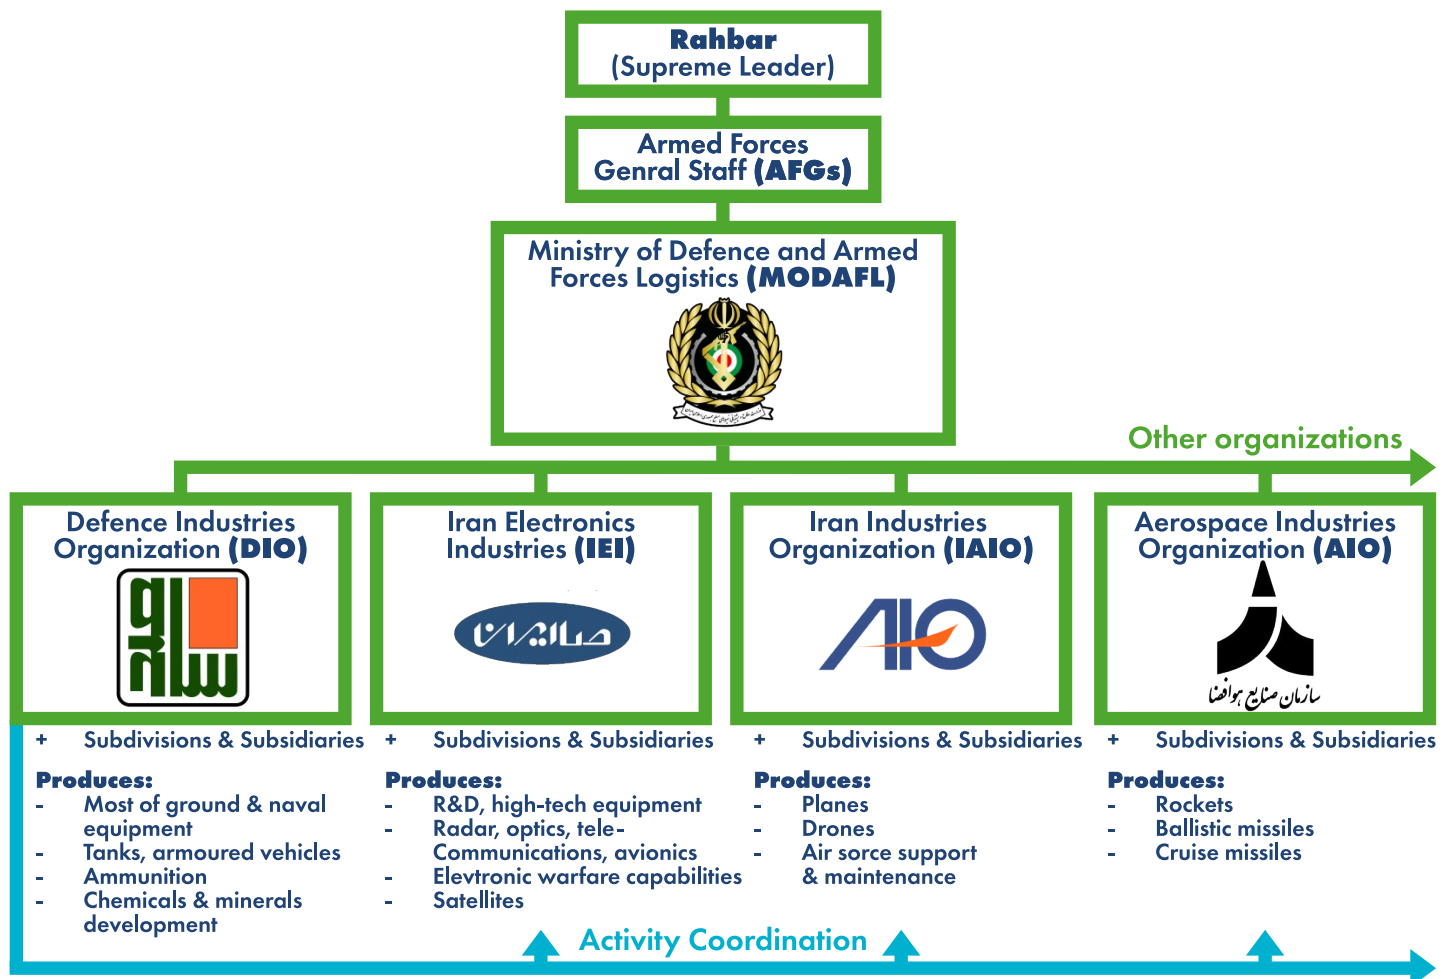 Rahbar
(Supreme Leader)
Armed Forces
Genral Staff (AFGs)
Ministry of Defence and Armed
Forces Logistics (MODAFL)
Other organizations
Defence Industries
Organization (DIO)
Iran Electronics
Industries (IEI)
صاایران
Iran Industries
Organization (IAIO)
AIO
Aerospace Industries
Organization (AIO)
سازمان صنایع هوافضا
+ Subdivisions & Subsidiaries
Produces:
- Most of ground & naval
equipment
- Tanks, armoured vehicles
- Ammunition
- Chemicals & minerals
development
+ Subdivisions & Subsidiaries
Produces:
- R&D, high-tech equipment
- Radar, optics, tele-
Communications, avionics
- Elevtronic warfare capabilities
- Satellites
+ Subdivisions & Subsidiaries
Produces:
- Planes
- Drones
- Air sorce support
& maintenance
+ Subdivisions & Subsidiaries
Produces:
- Rockets
- Ballistic missiles
- Cruise missiles
Activity Coordination